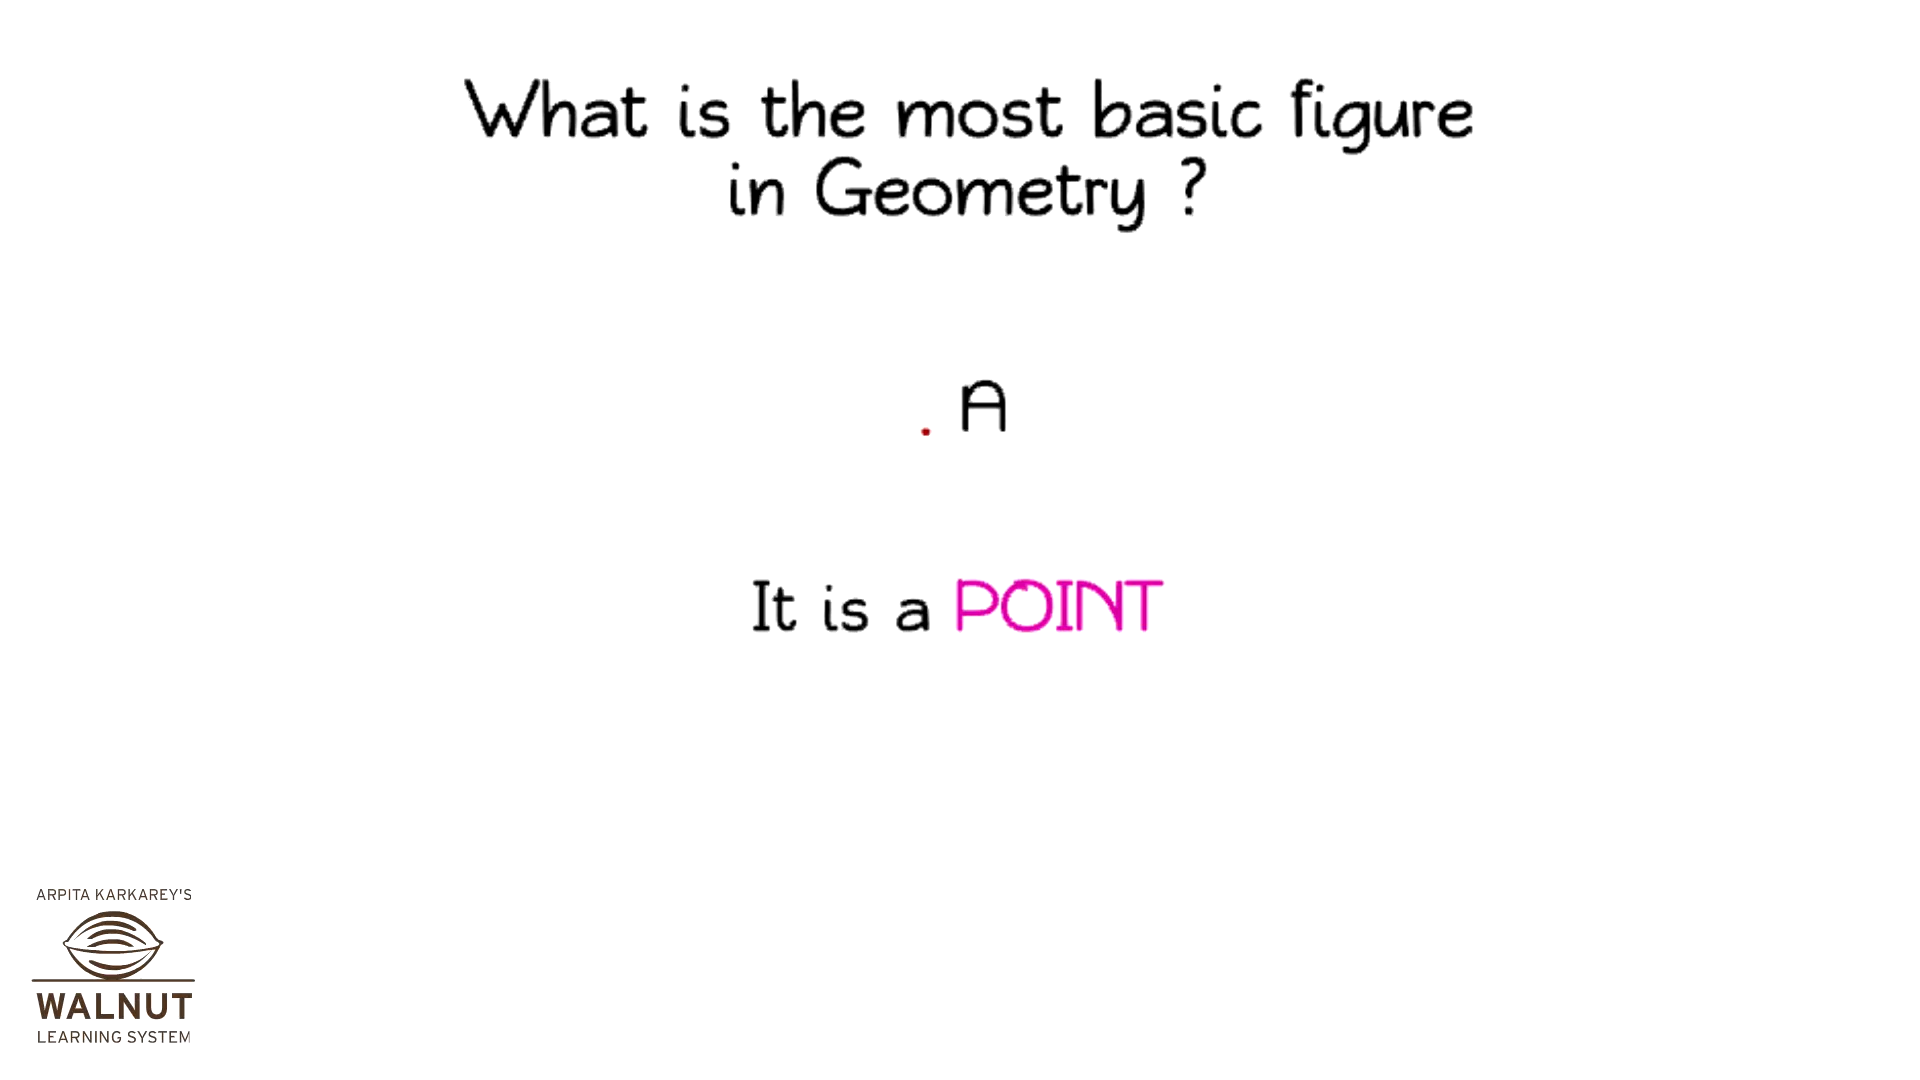 What is the most basic figure
in Geometry ?
. A
It is a POINT
ARPITA KARKAREY'S
WALNUT
LEARNING SYSTEM